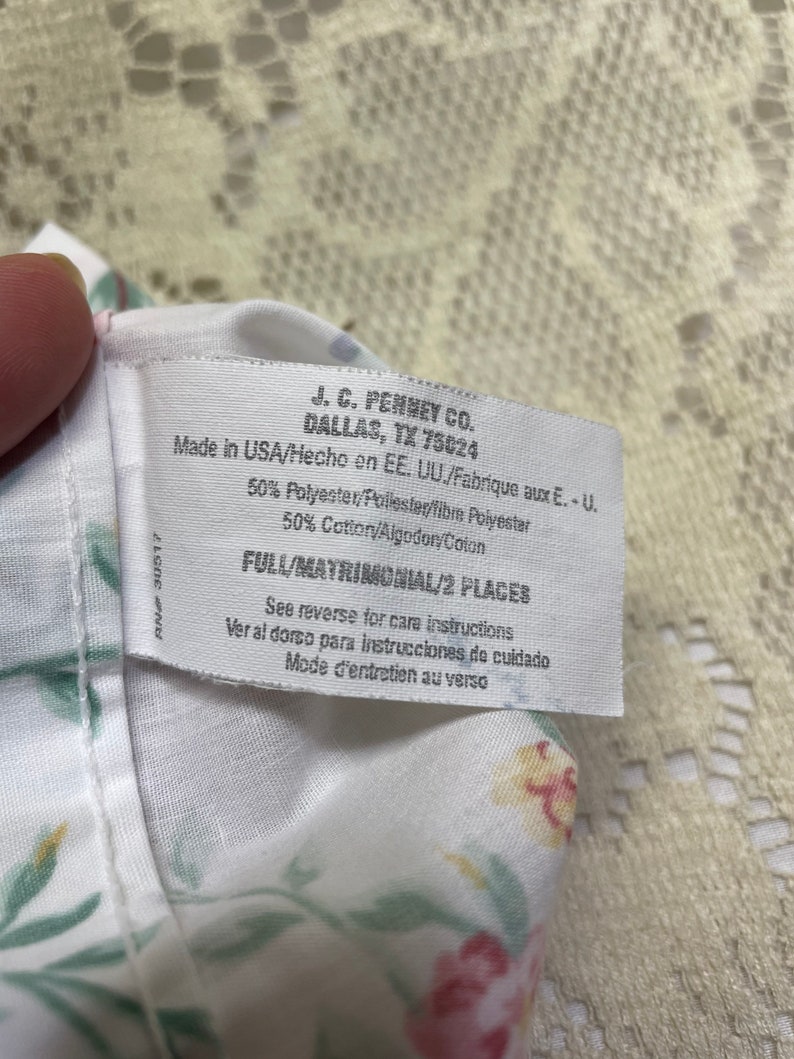 J. C. PENNEY CO.
DALLAS, TX 75024
Made in USA/Hecho en EE. UU./Fabrique aux E. - U.
50% Polyester/Poliester/fibre Polyester
50% Cotton/Algodon/Coton
FULL/MATRIMONIAL/2 PLACES
See reverse for care instructions
Ver al dorso para instrucciones de cuidado
Mode d'entretien au verso
RN# 30517